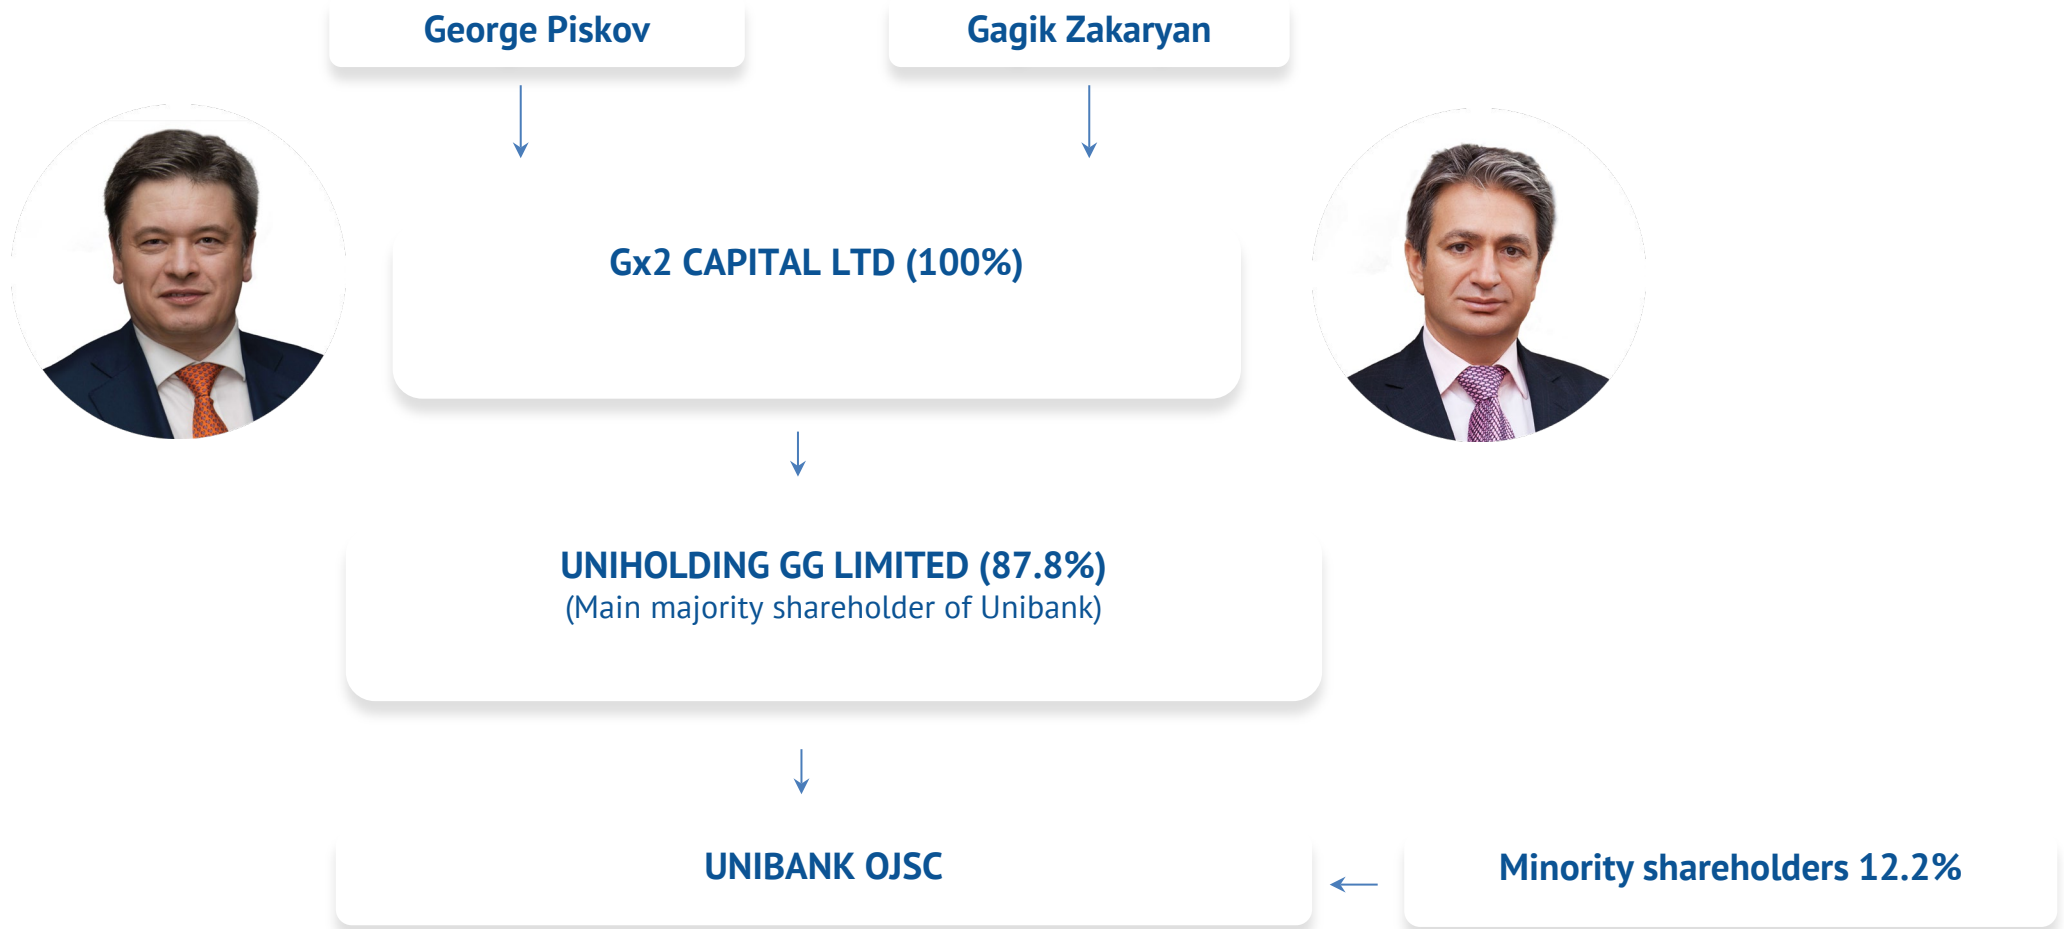 George Piskov
Gagik Zakaryan
Gx2 CAPITAL LTD (100%)
UNIHOLDING GG LIMITED (87.8%)
(Main majority shareholder of Unibank)
UNIBANK OJSC
Minority shareholders 12.2%